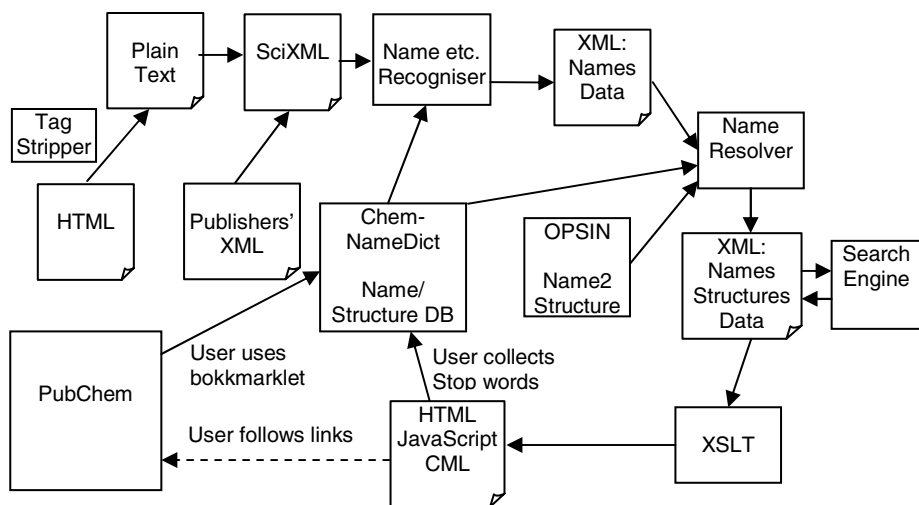 Plain
Text
SciXML
Name etc.
Recogniser
XML:
Names
Data
Tag
Stripper
Name
Resolver
HTML
Publishers’
XML
Chem-
NameDict
Name/
Structure DB
OPSIN
Name2
Structure
XML:
Names
Structures
Data
Search
Engine
PubChem
User uses
bokkmarklet
User collects
Stop words
User follows links
HTML
JavaScript
CML
XSLT